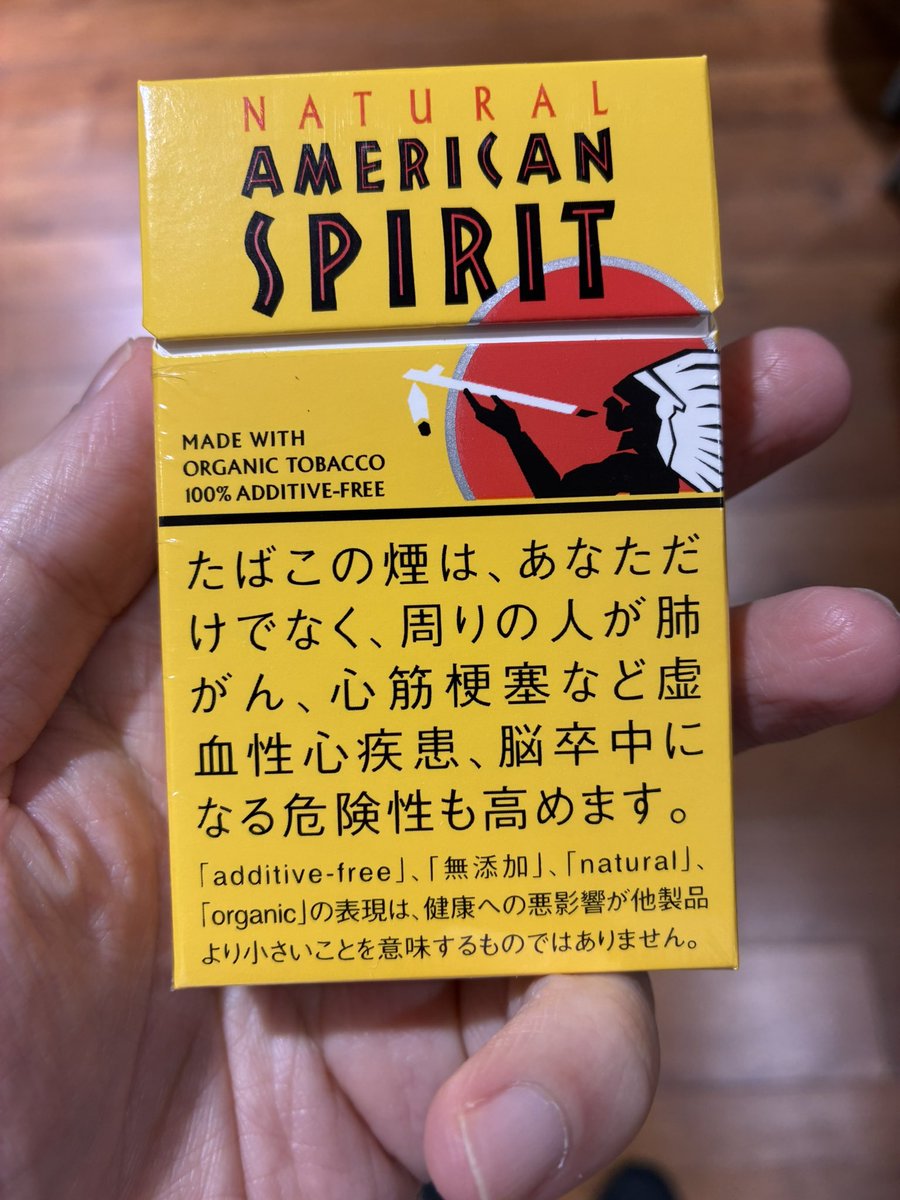 NATURAL
AMERICAN
SPIRIT
MADE WITH
ORGANIC TOBACCO
100% ADDITIVE-FREE
たばこの煙は、あなただ
けでなく、周りの人が肺
がん、心筋梗塞など虚
血性心疾患、脳卒中に
なる危険性も高めます。
「additive-free」、「無添加」、「natural」、
「organic」の表現は、健康への悪影響が他製品
より小さいことを意味するものではありません。